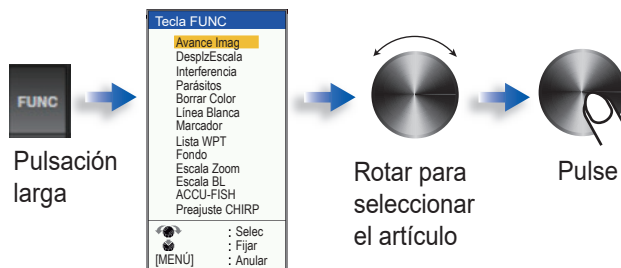 FUNC
Pulsación
larga
Tecla FUNC
Avance Imag
DesplzEscala
Interferencia
Parásitos
Borrar Color
Línea Blanca
Marcador
Lista WPT
Fondo
Escala Zoom
Escala BL
ACCU-FISH
Preajuste CHIRP
: Selec
: Fijar
[MENÚ] : Anular
Rotar para
seleccionar
el artículo
Pulse